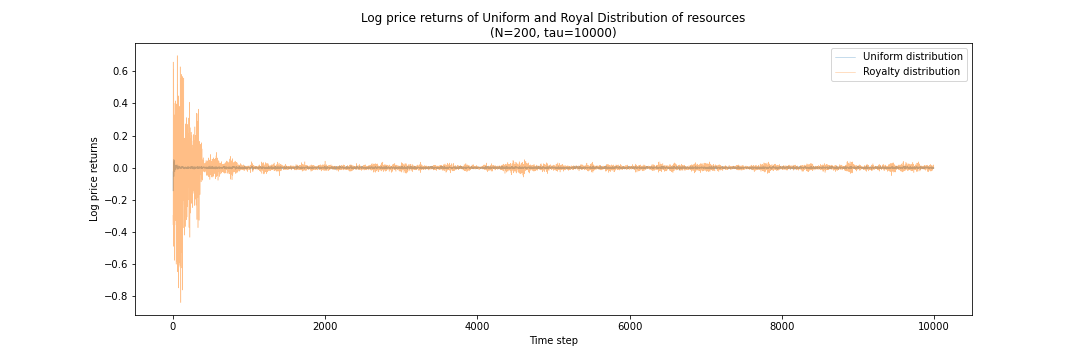 Log price returns of Uniform and Royal Distribution of resources
(N=200, tau=10000)
Uniform distribution
Royalty distribution
0.6
0.4
0.2
0.0
−0.2
−0.4
−0.6
−0.8
Log price returns
0 2000 4000 6000 8000 10000
Time step